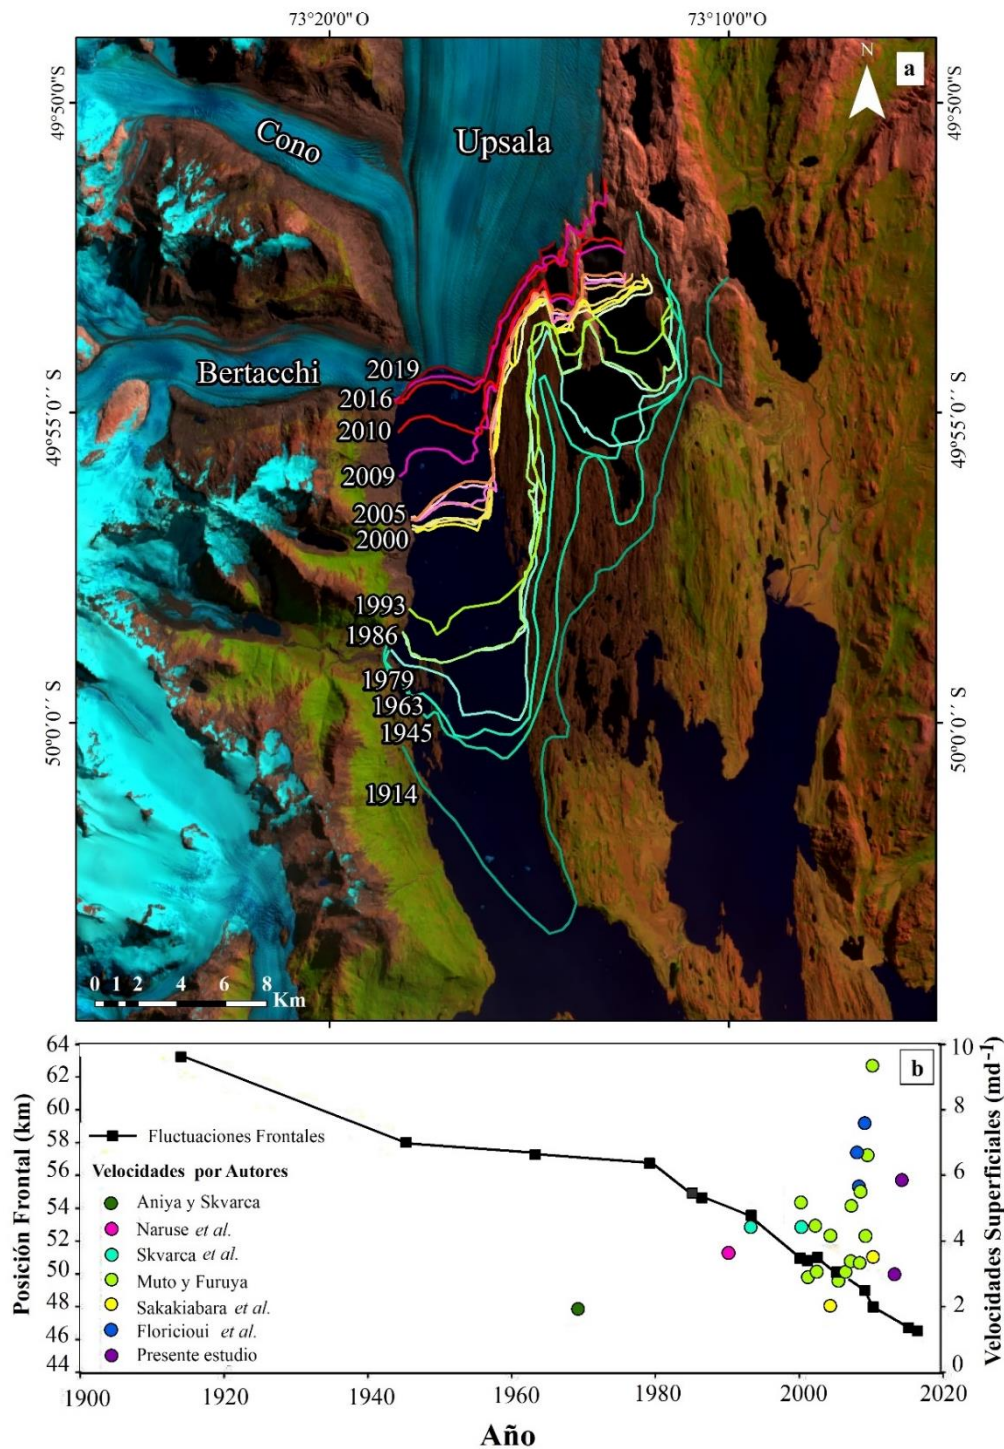 73°20'0"O
73°10'0"O
a
N
49°50'0"S
49°50'0"S
Cono
Upsala
Bertacchi
2019
2016
2010
2009
2005
2000
1993
1986
1979
1963
1945
1914
49°55'0´´ S
49°55'0´´ S
50°0'0´´ S
50°0'0´´ S
0 1 2 4 6 8
Km
b
Posición Frontal (km)
64
62
60
58
56
54
52
50
48
46
44
Fluctuaciones Frontales
Velocidades por Autores
Aniya y Skvarca
Naruse et al.
Skvarca et al.
Muto y Furuya
Sakakiabara et al.
Floricioui et al.
Presente estudio
10
8
6
4
2
0
Velocidades Superficiales (md⁻¹)
1900 1920 1940 1960 1980 2000 2020
Año